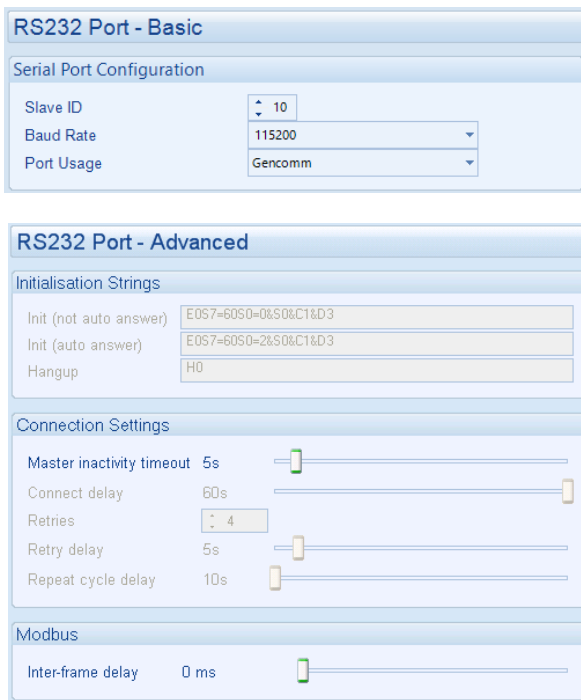 RS232 Port - Basic
Serial Port Configuration
Slave ID 10
Baud Rate 115200
Port Usage Gencomm
RS232 Port - Advanced
Initialisation Strings
Init (not auto answer) E0S7=60S0=0&S0&C1&D3
Init (auto answer) E0S7=60S0=2&S0&C1&D3
Hangup H0
Connection Settings
Master inactivity timeout 5s
Connect delay 60s
Retries 4
Retry delay 5s
Repeat cycle delay 10s
Modbus
Inter-frame delay 0 ms